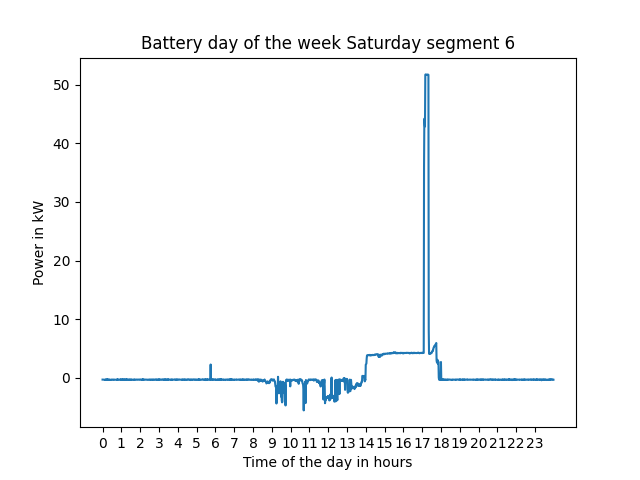 Battery day of the week Saturday segment 6
Power in kW
50
40
30
20
10
0
0 1 2 3 4 5 6 7 8 9 10 11 12 13 14 15 16 17 18 19 20 21 22 23
Time of the day in hours